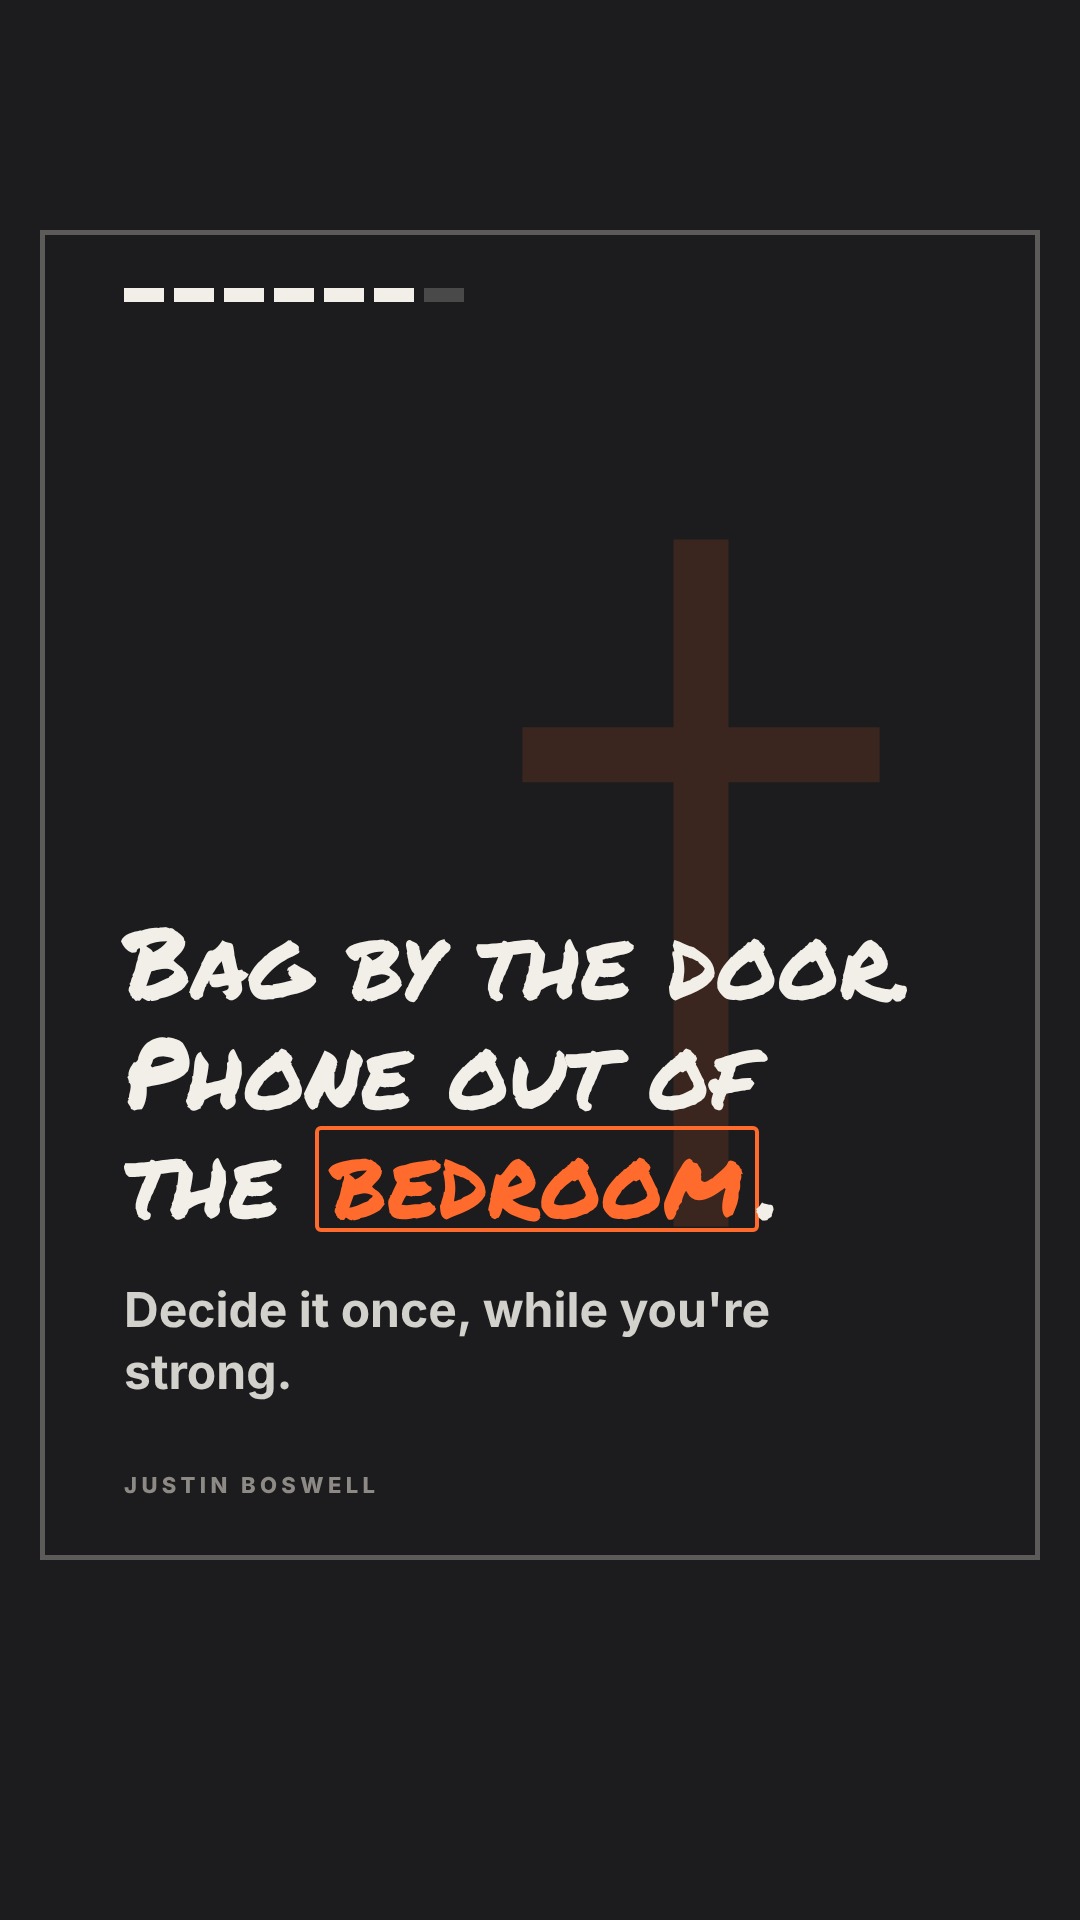 Bag by the door.
Phone out of
the bedroom.
Decide it once, while you're
strong.
JUSTIN BOSWELL